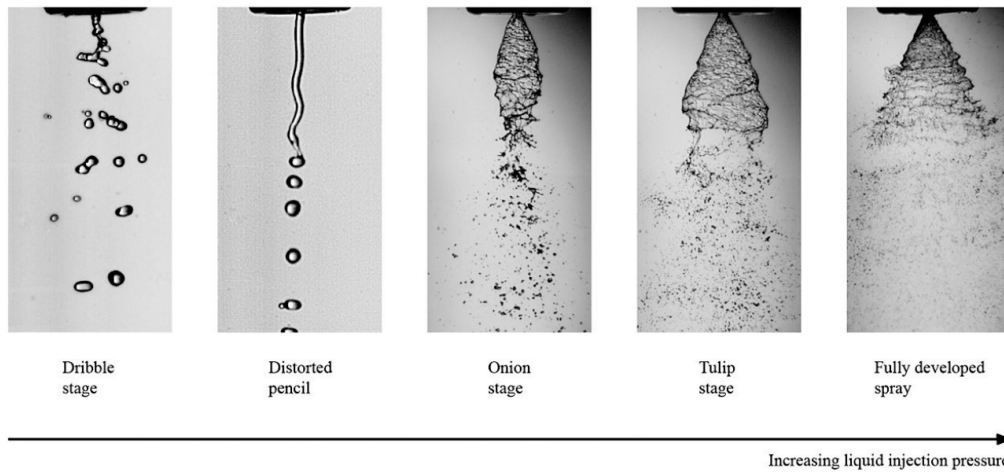 Dribble
stage
Distorted
pencil
Onion
stage
Tulip
stage
Fully developed
spray
Increasing liquid injection pressure